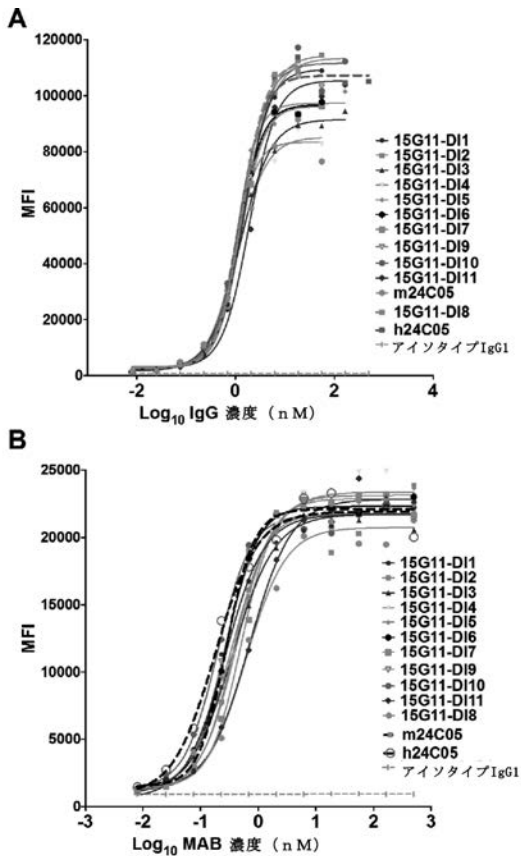 A
120000
100000
80000
60000
40000
20000
0
MFI
-2
-1
0
1
2
4
Log10 IgG 濃度 (nM)
15G11-DI1
15G11-DI2
15G11-DI3
15G11-DI4
15G11-DI5
15G11-DI6
15G11-DI7
15G11-DI9
15G11-DI10
15G11-DI11
m24C05
15G11-DI8
h24C05
アイソタイプIgG1
B
25000
20000
15000
10000
5000
0
MFI
-3
-2
-1
0
1
2
3
Log10 MAB 濃度 (nM)
15G11-DI1
15G11-DI2
15G11-DI3
15G11-DI4
15G11-DI5
15G11-DI6
15G11-DI7
15G11-DI9
15G11-DI10
15G11-DI11
15G11-DI8
m24C05
h24C05
アイソタイプIgG1